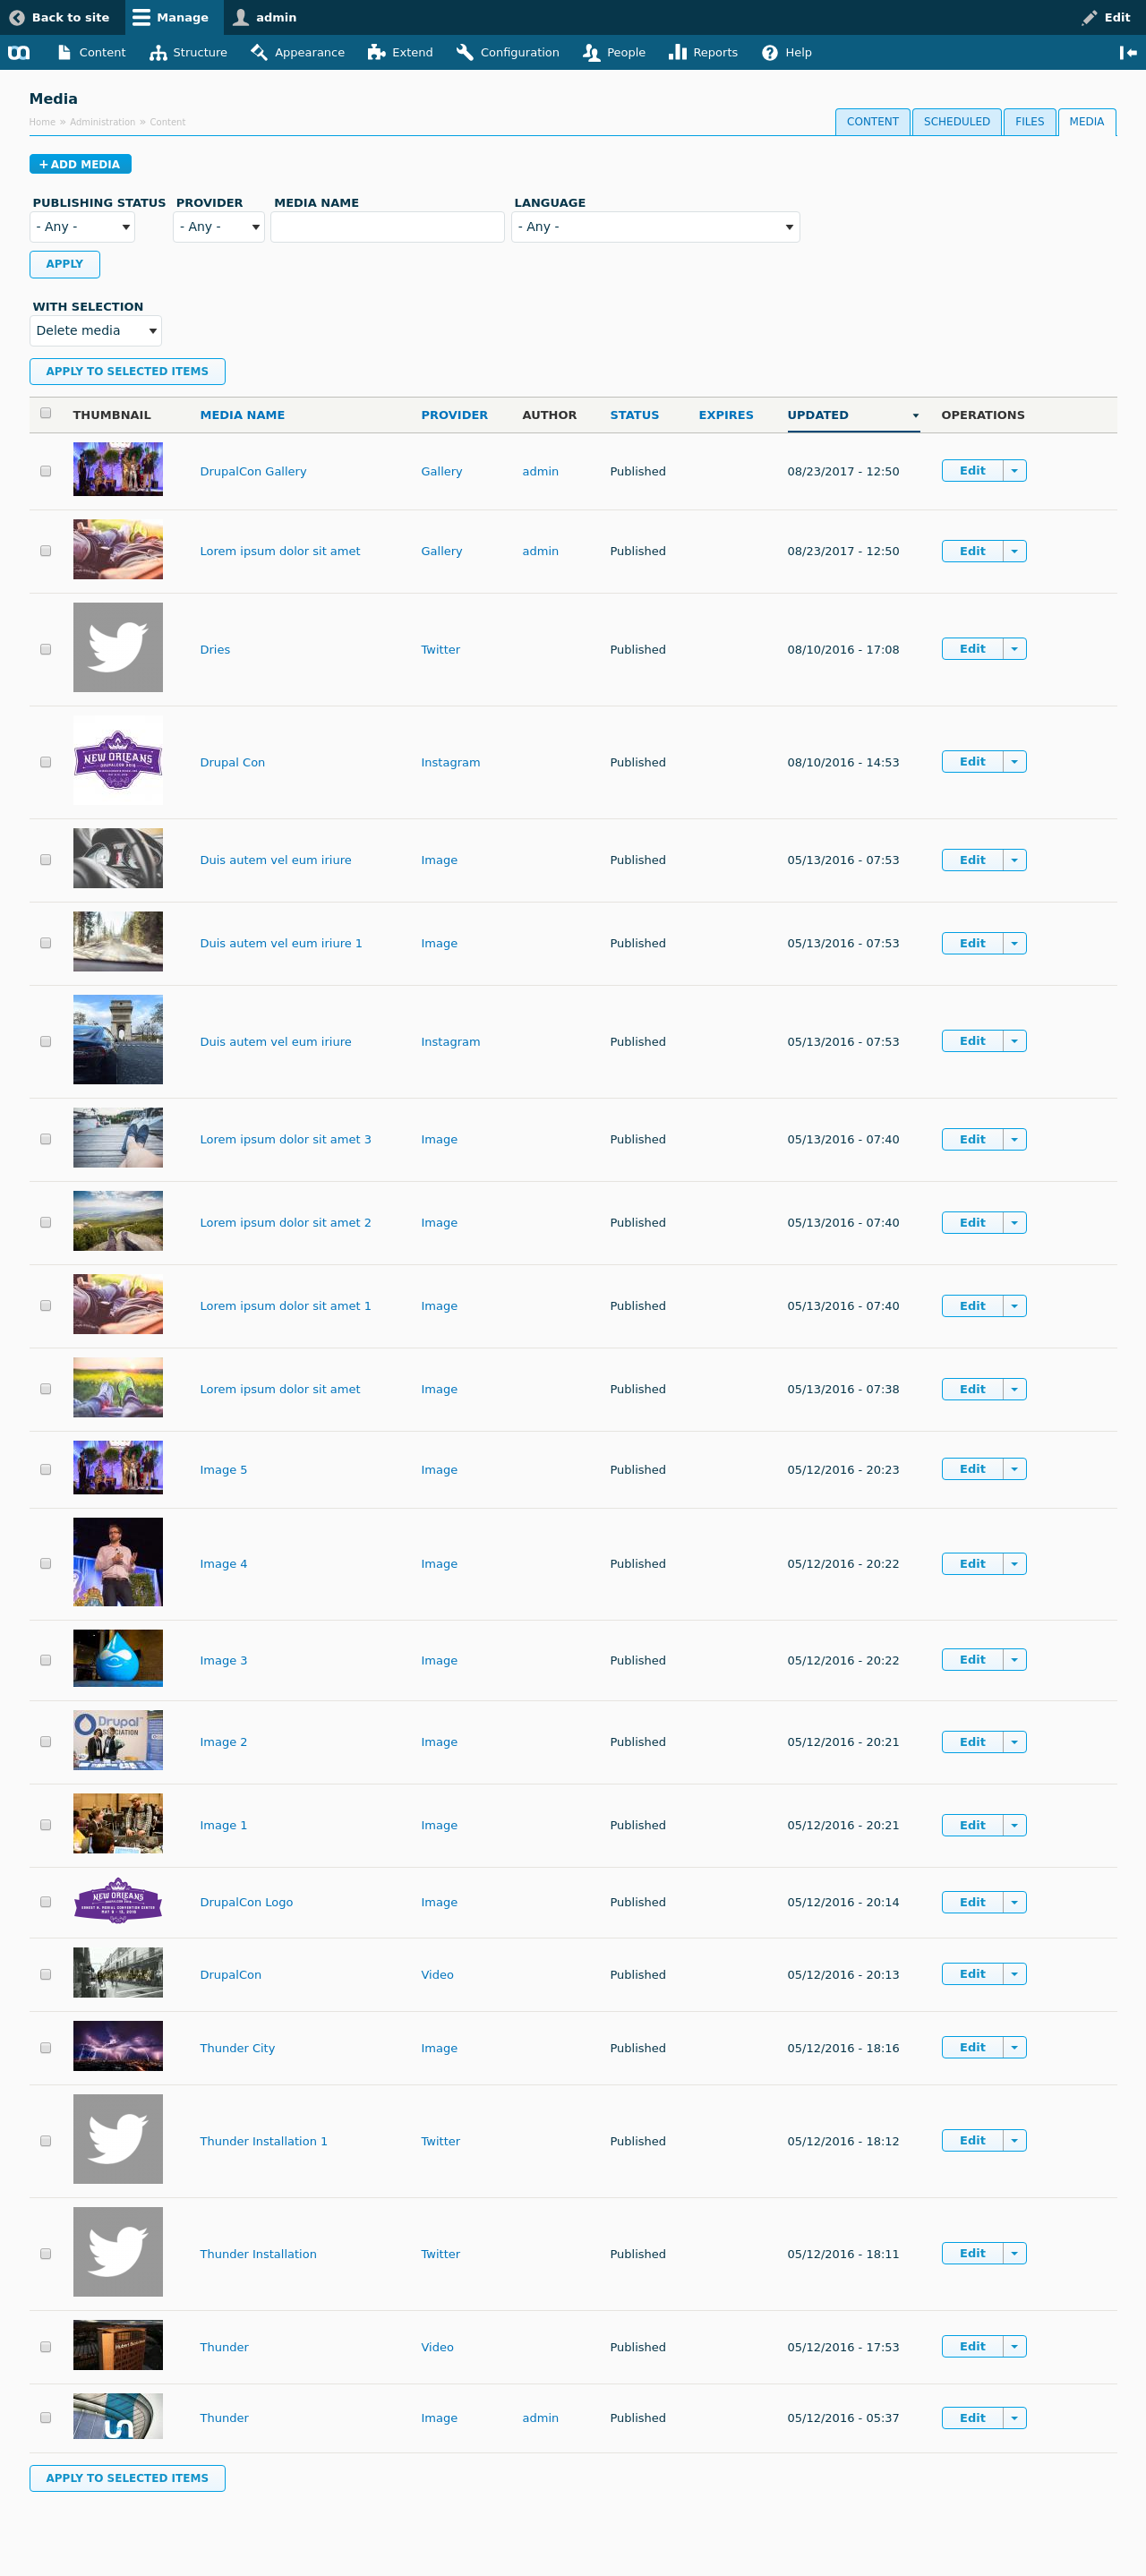 Back to site Manage admin Edit
Content Structure Appearance Extend Configuration People Reports Help
Media
Home » Administration » Content
CONTENT SCHEDULED FILES MEDIA
+ ADD MEDIA
PUBLISHING STATUS PROVIDER MEDIA NAME LANGUAGE
- Any - - Any - - Any -
APPLY
WITH SELECTION
Delete media
APPLY TO SELECTED ITEMS
THUMBNAIL MEDIA NAME PROVIDER AUTHOR STATUS EXPIRES UPDATED OPERATIONS
DrupalCon Gallery Gallery admin Published 08/23/2017 - 12:50 Edit
Lorem ipsum dolor sit amet Gallery admin Published 08/23/2017 - 12:50 Edit
Dries Twitter Published 08/10/2016 - 17:08 Edit
NEW ORLEANS
Drupal Con Instagram Published 08/10/2016 - 14:53 Edit
Duis autem vel eum iriure Image Published 05/13/2016 - 07:53 Edit
Duis autem vel eum iriure 1 Image Published 05/13/2016 - 07:53 Edit
Duis autem vel eum iriure Instagram Published 05/13/2016 - 07:53 Edit
Lorem ipsum dolor sit amet 3 Image Published 05/13/2016 - 07:40 Edit
Lorem ipsum dolor sit amet 2 Image Published 05/13/2016 - 07:40 Edit
Lorem ipsum dolor sit amet 1 Image Published 05/13/2016 - 07:40 Edit
Lorem ipsum dolor sit amet Image Published 05/13/2016 - 07:38 Edit
Image 5 Image Published 05/12/2016 - 20:23 Edit
Image 4 Image Published 05/12/2016 - 20:22 Edit
Image 3 Image Published 05/12/2016 - 20:22 Edit
Drupal
Image 2 Image Published 05/12/2016 - 20:21 Edit
Image 1 Image Published 05/12/2016 - 20:21 Edit
NEW ORLEANS
DrupalCon Logo Image Published 05/12/2016 - 20:14 Edit
DrupalCon Video Published 05/12/2016 - 20:13 Edit
Thunder City Image Published 05/12/2016 - 18:16 Edit
Thunder Installation 1 Twitter Published 05/12/2016 - 18:12 Edit
Thunder Installation Twitter Published 05/12/2016 - 18:11 Edit
Thunder Video Published 05/12/2016 - 17:53 Edit
Thunder Image admin Published 05/12/2016 - 05:37 Edit
APPLY TO SELECTED ITEMS